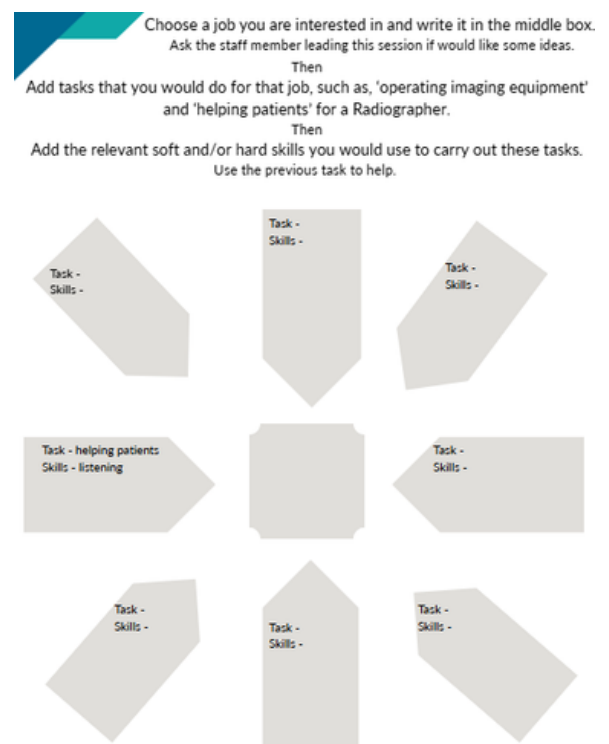 Choose a job you are interested in and write it in the middle box.
Ask the staff member leading this session if would like some ideas.
Then
Add tasks that you would do for that job, such as, 'operating imaging equipment'
and 'helping patients' for a Radiographer.
Then
Add the relevant soft and/or hard skills you would use to carry out these tasks.
Use the previous task to help.
Task -
Skills -
Task -
Skills -
Task -
Skills -
Task - helping patients
Skills - listening
Task -
Skills -
Task -
Skills -
Task -
Skills -
Task -
Skills -